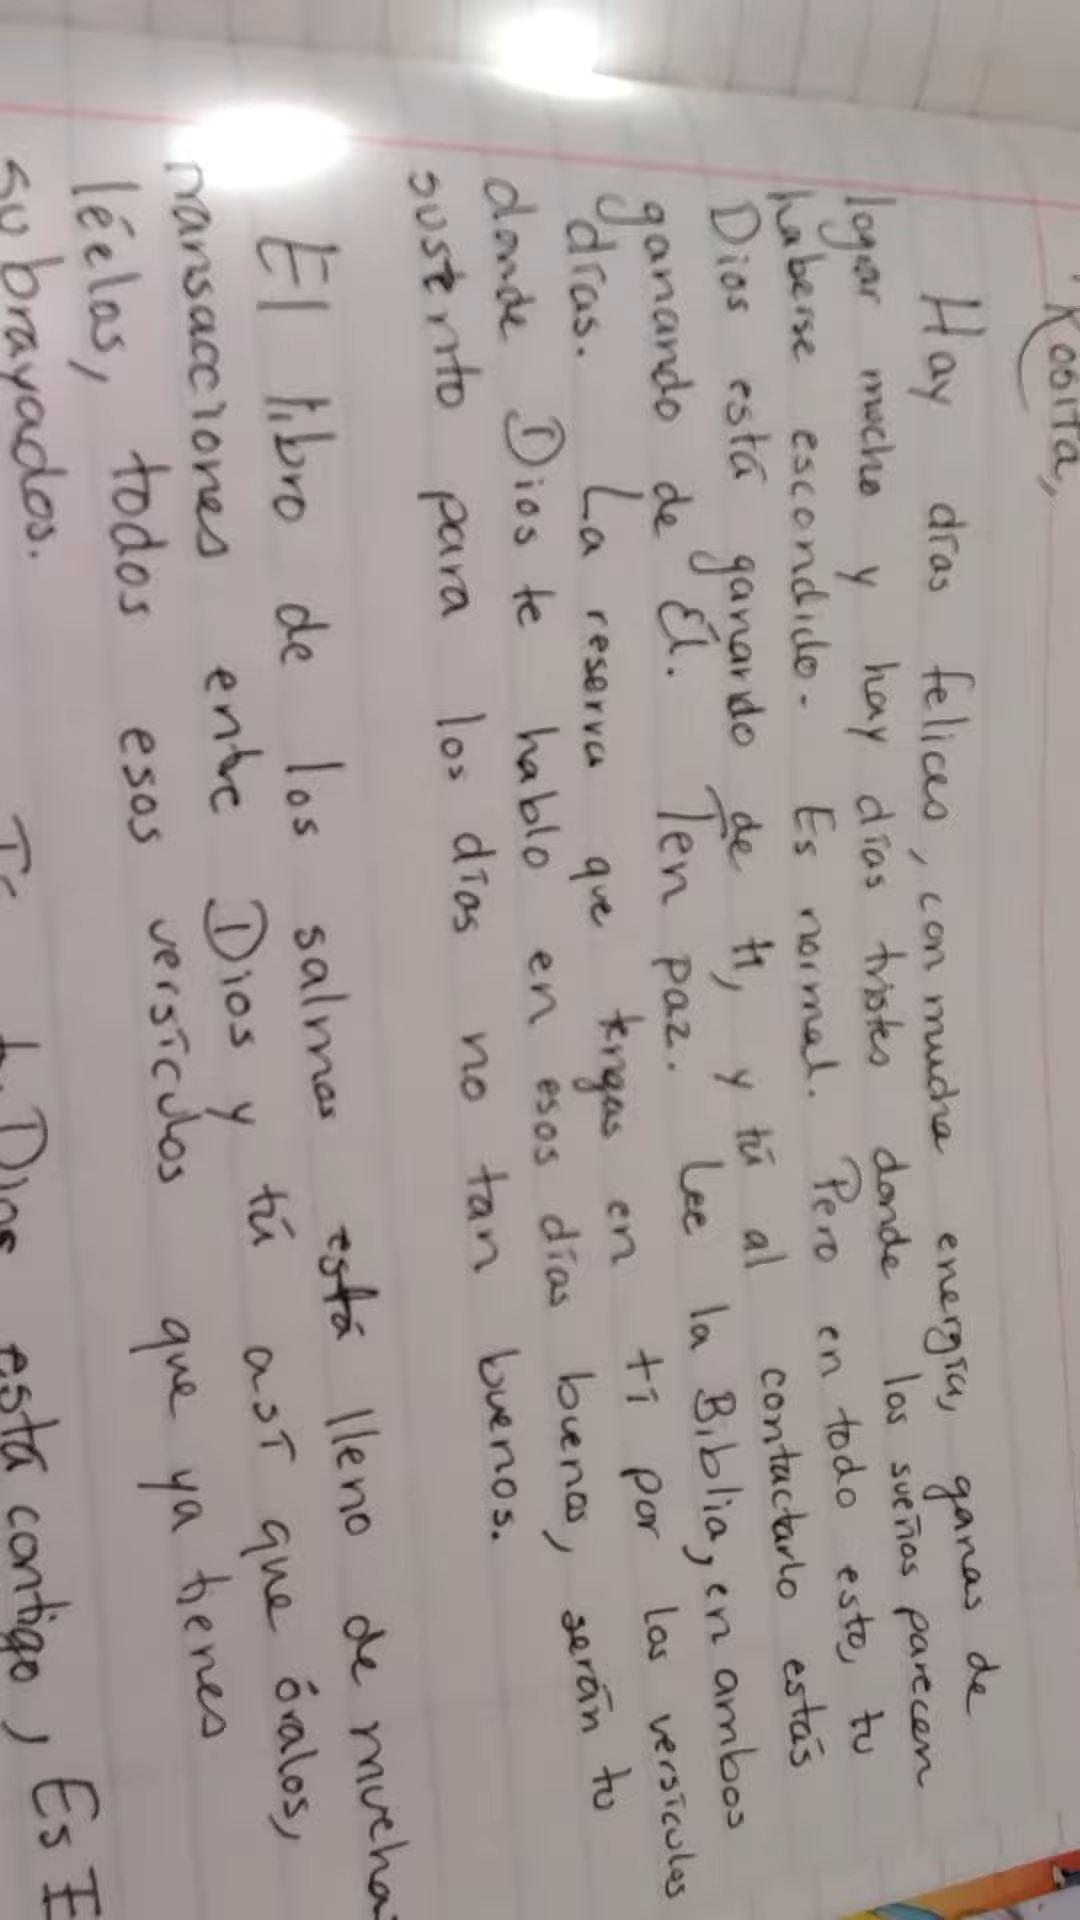 Rosita,
Hay días felices, con mucha energía, ganas de
logar mucho y hay días tristes donde los sueños parecen
haberse escondido. Es normal. Pero en todo esto, tu
Dios está ganando de ti, y tú al contactarlo estás
ganando de Él. Ten paz. Lee la Biblia, en ambos
días. La reserva que tengas en ti por los versículos
donde Dios te hablo en esos días buenos, serán tu
sustento para los días no tan buenos.
El libro de los salmos está lleno de mucha
transacciones entre Dios y tú así que óralos,
léelos, todos esos versículos que ya tienes
subrayados.
Dios está contigo, Es